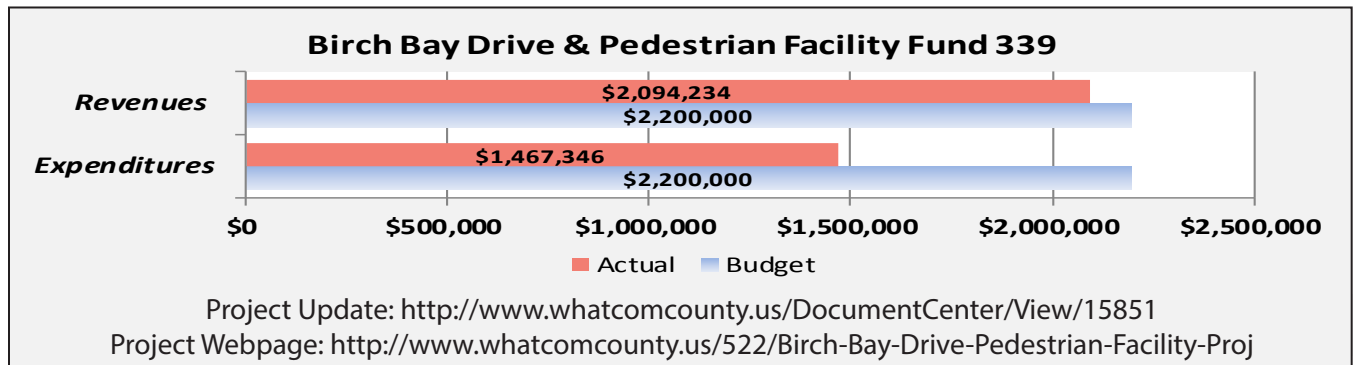 Birch Bay Drive & Pedestrian Facility Fund 339
Revenues
$2,094,234
$2,200,000
Expenditures
$1,467,346
$2,200,000
$0 $500,000 $1,000,000 $1,500,000 $2,000,000 $2,500,000
Actual Budget
Project Update: http://www.whatcomcounty.us/DocumentCenter/View/15851
Project Webpage: http://www.whatcomcounty.us/522/Birch-Bay-Drive-Pedestrian-Facility-Proj